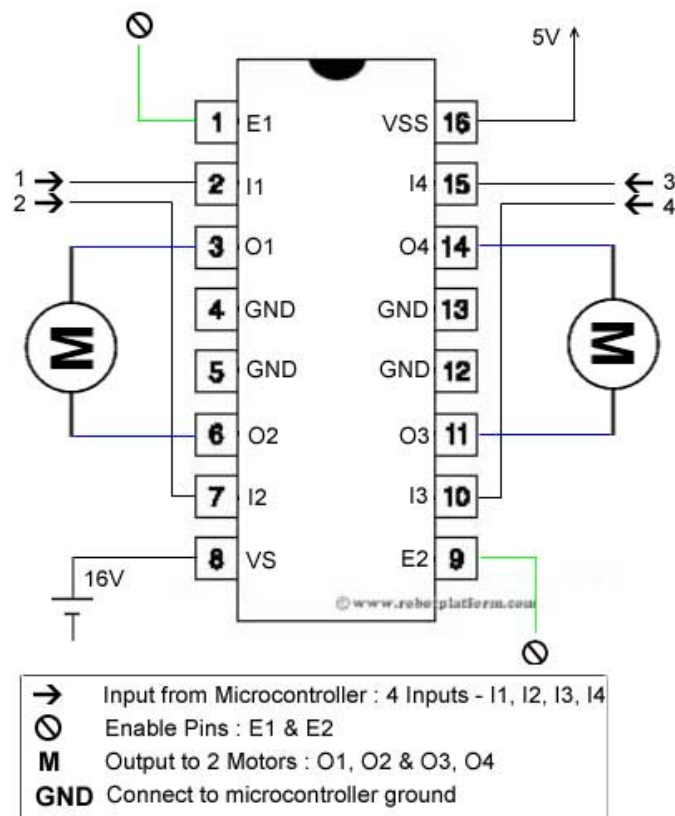 5V
1 E1
VSS 16
1
2 I1
I4 15
3
2
4
3 O1
O4 14
M
4 GND
GND 13
M
5 GND
GND 12
6 O2
O3 11
7 I2
I3 10
8 VS
E2 9
16V
© www.robotplatform.com
→ Input from Microcontroller : 4 Inputs - I1, I2, I3, I4
Enable Pins : E1 & E2
M Output to 2 Motors : O1, O2 & O3, O4
GND Connect to microcontroller ground